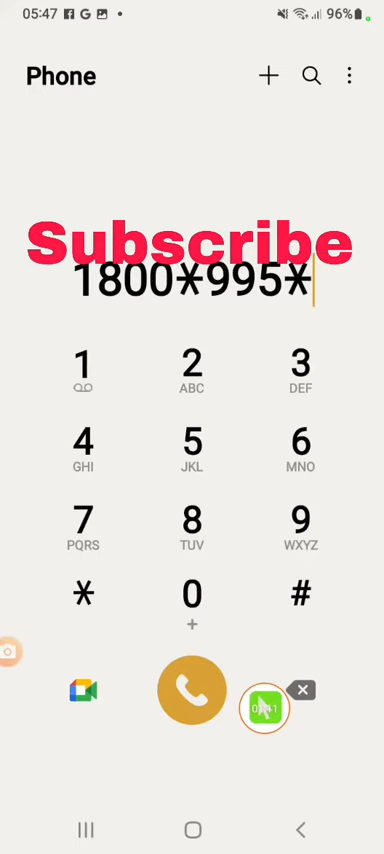 05:47 96%
Phone
Subscribe
1800*995*
1 2 3
ABC DEF
4 5 6
GHI JKL MNO
7 8 9
PQRS TUV WXYZ
* 0 #
+